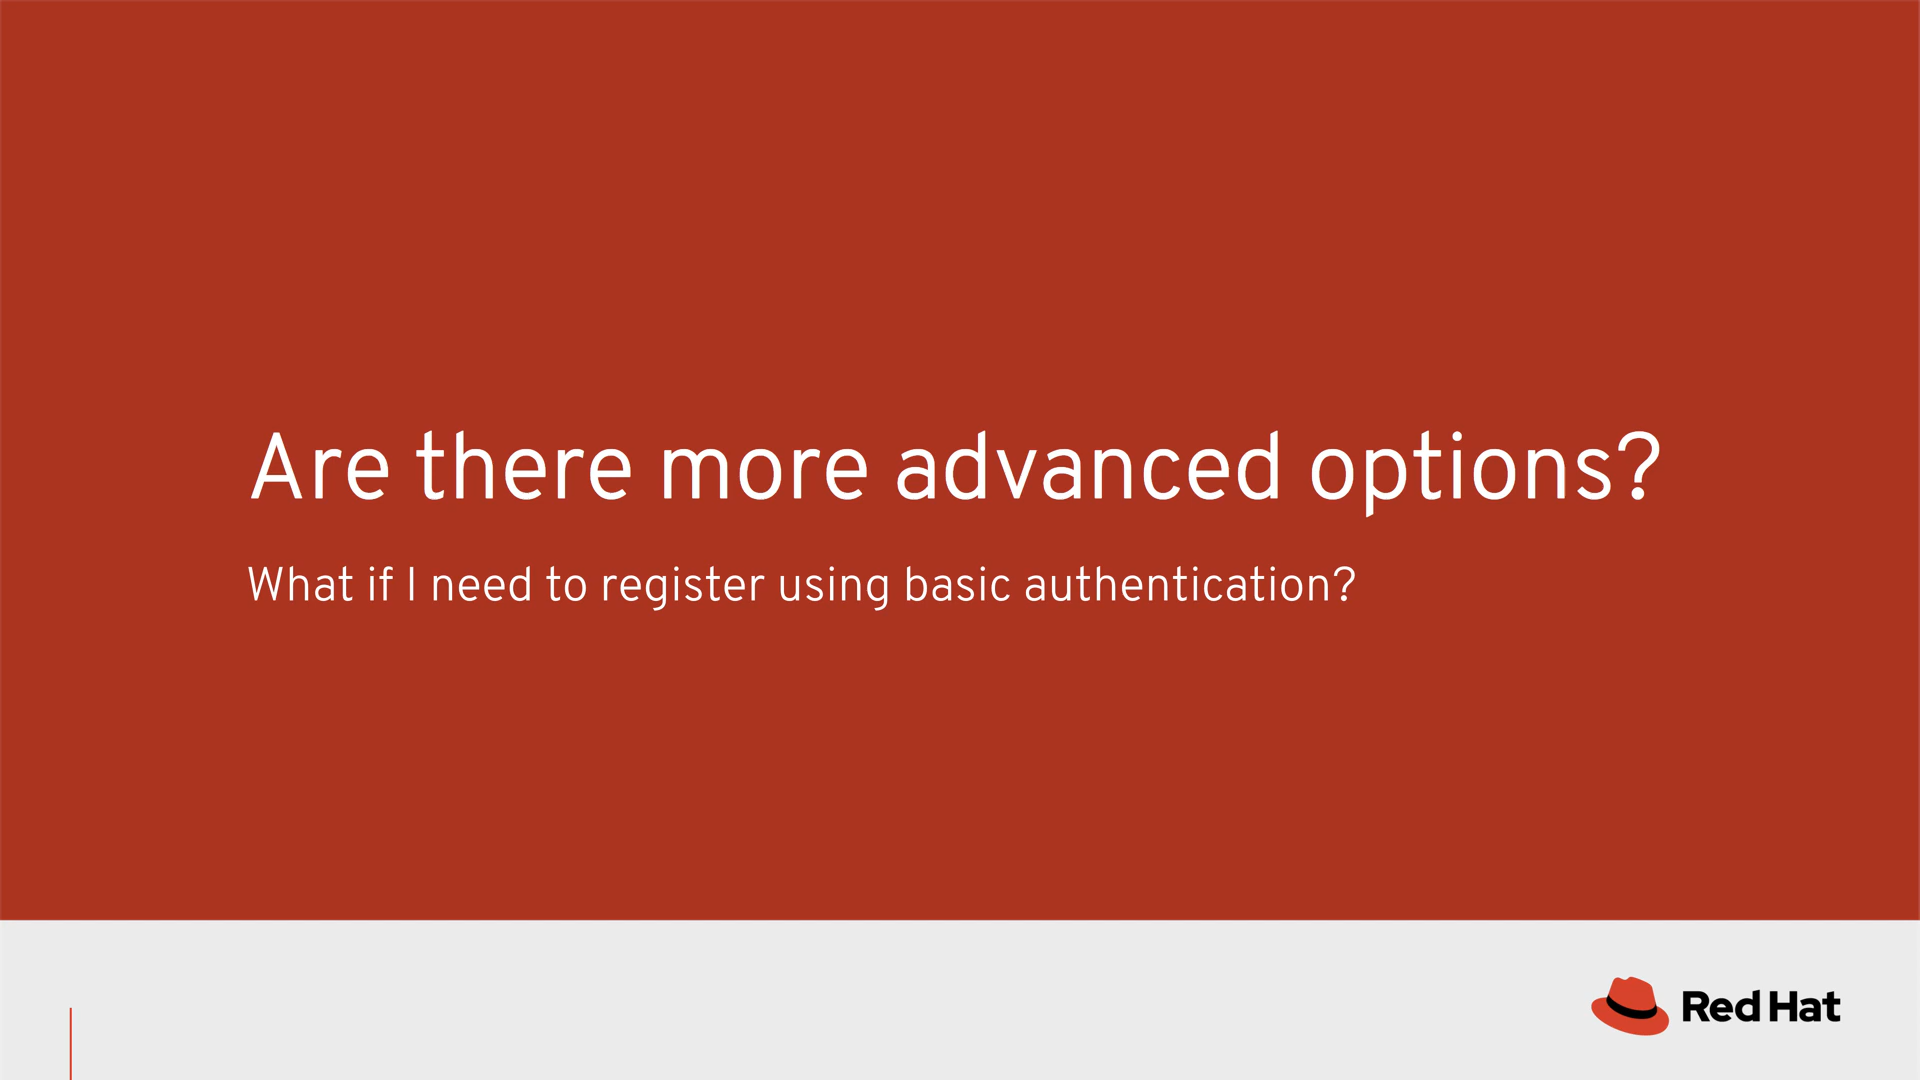 Are there more advanced options?
What if I need to register using basic authentication?
Red Hat